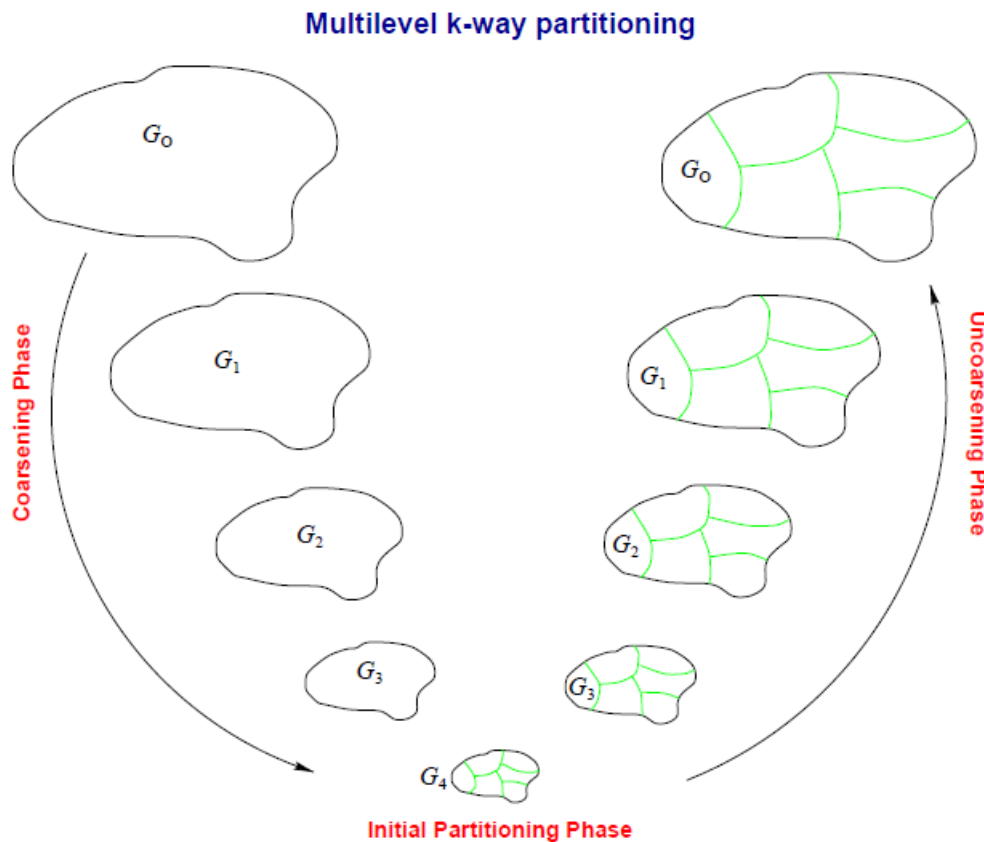 Multilevel k-way partitioning
G₀
G₀
Coarsening Phase
G₁
G₁
Uncoarsening Phase
G₂
G₂
G₃
G₃
G₄
Initial Partitioning Phase